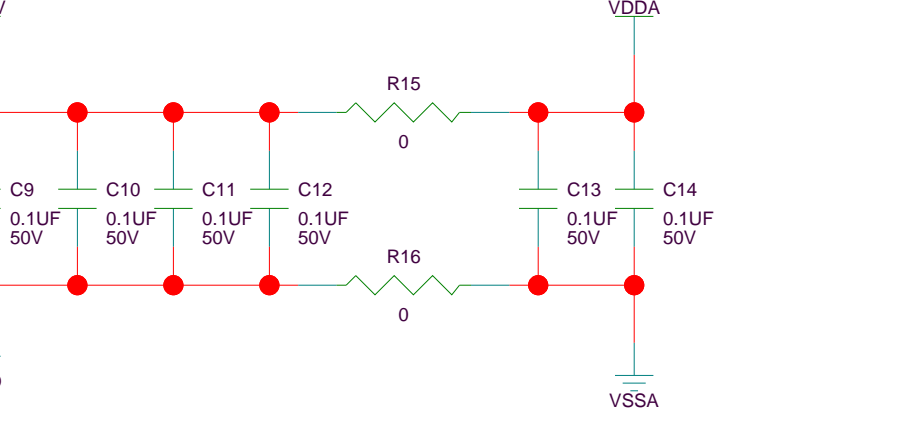 VDDA
R15
0
C9
0.1UF
50V
C10
0.1UF
50V
C11
0.1UF
50V
C12
0.1UF
50V
C13
0.1UF
50V
C14
0.1UF
50V
R16
0
VSSA